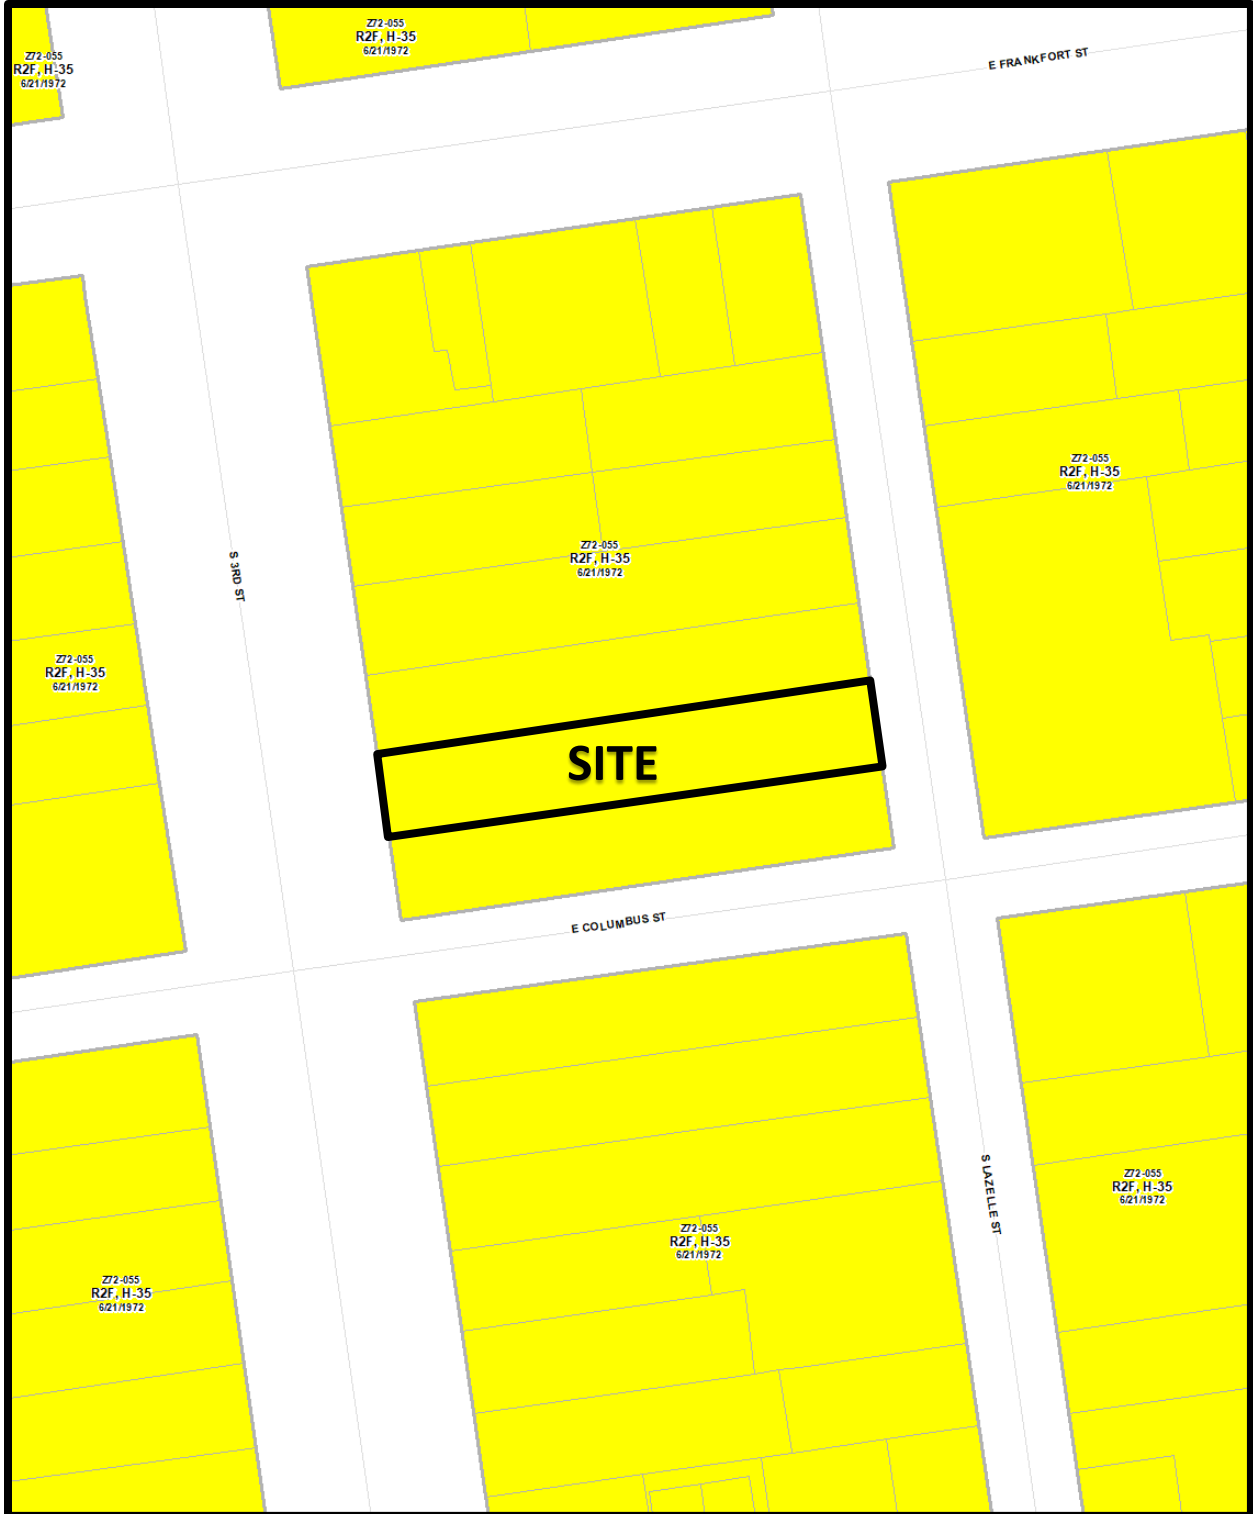 Z72-055
R2F, H-35
6/21/1972
Z72-055
R2F, H-35
6/21/1972
E FRANKFORT ST
Z72-055
R2F, H-35
6/21/1972
Z72-055
R2F, H-35
6/21/1972
S 3RD ST
Z72-055
R2F, H-35
6/21/1972
SITE
E COLUMBUS ST
S LAZELLE ST
Z72-055
R2F, H-35
6/21/1972
Z72-055
R2F, H-35
6/21/1972
Z72-055
R2F, H-35
6/21/1972